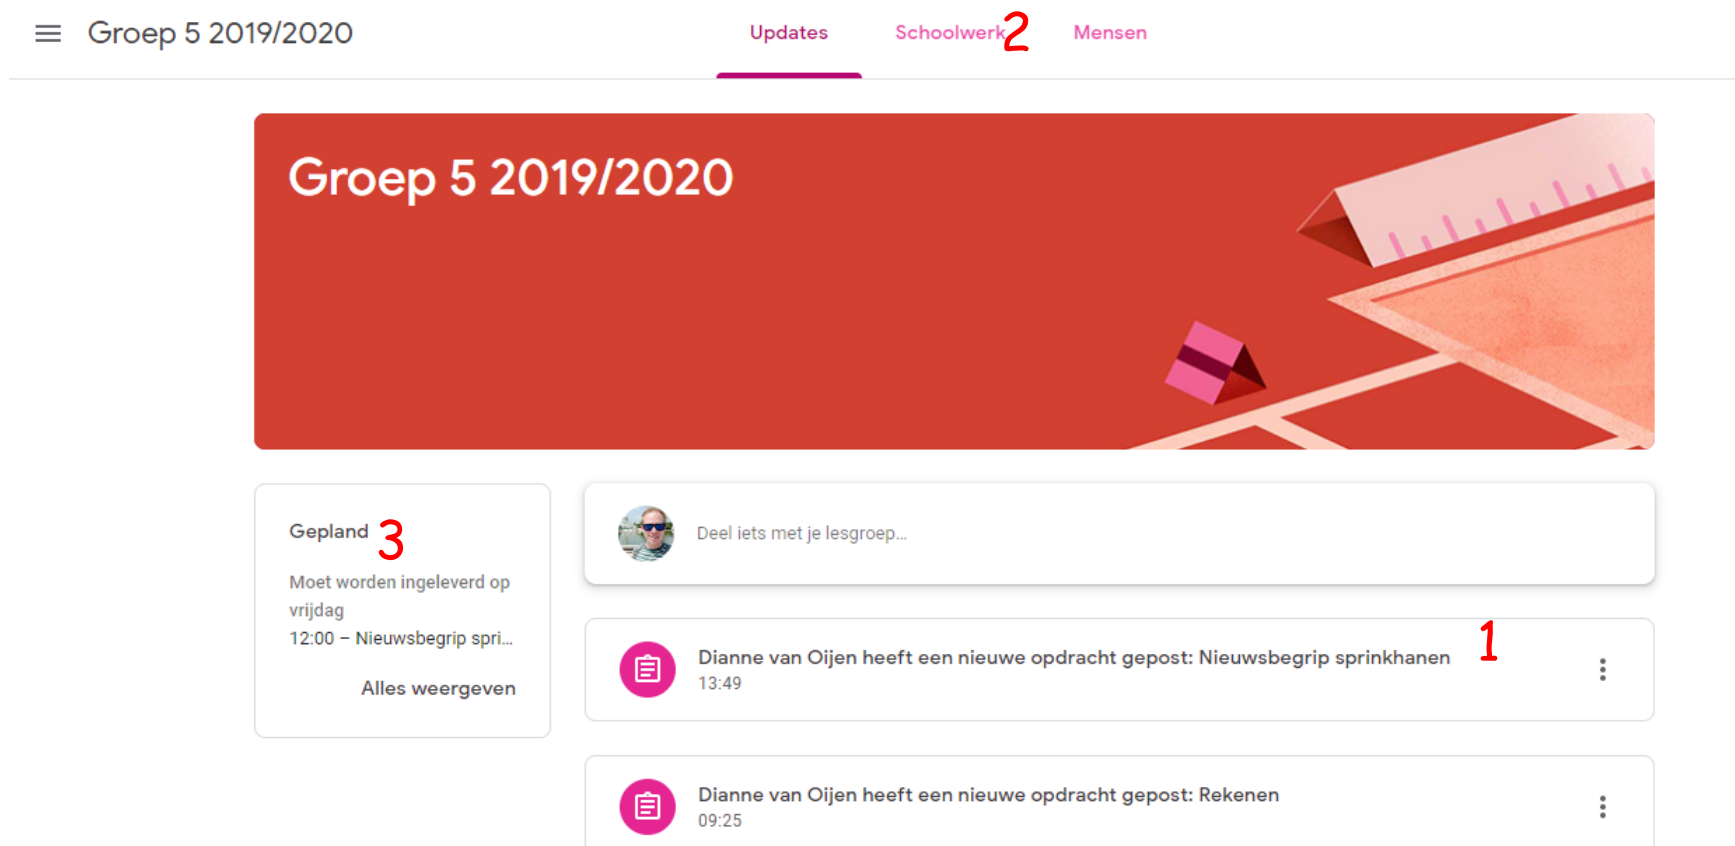 Groep 5 2019/2020
Updates Schoolwerk 2 Mensen
Groep 5 2019/2020
Gepland 3
Moet worden ingeleverd op
vrijdag
12:00 – Nieuwsbegrip spri...
Alles weergeven
Deel iets met je lesgroep...
Dianne van Oijen heeft een nieuwe opdracht gepost: Nieuwsbegrip sprinkhanen 1
13:49
Dianne van Oijen heeft een nieuwe opdracht gepost: Rekenen
09:25